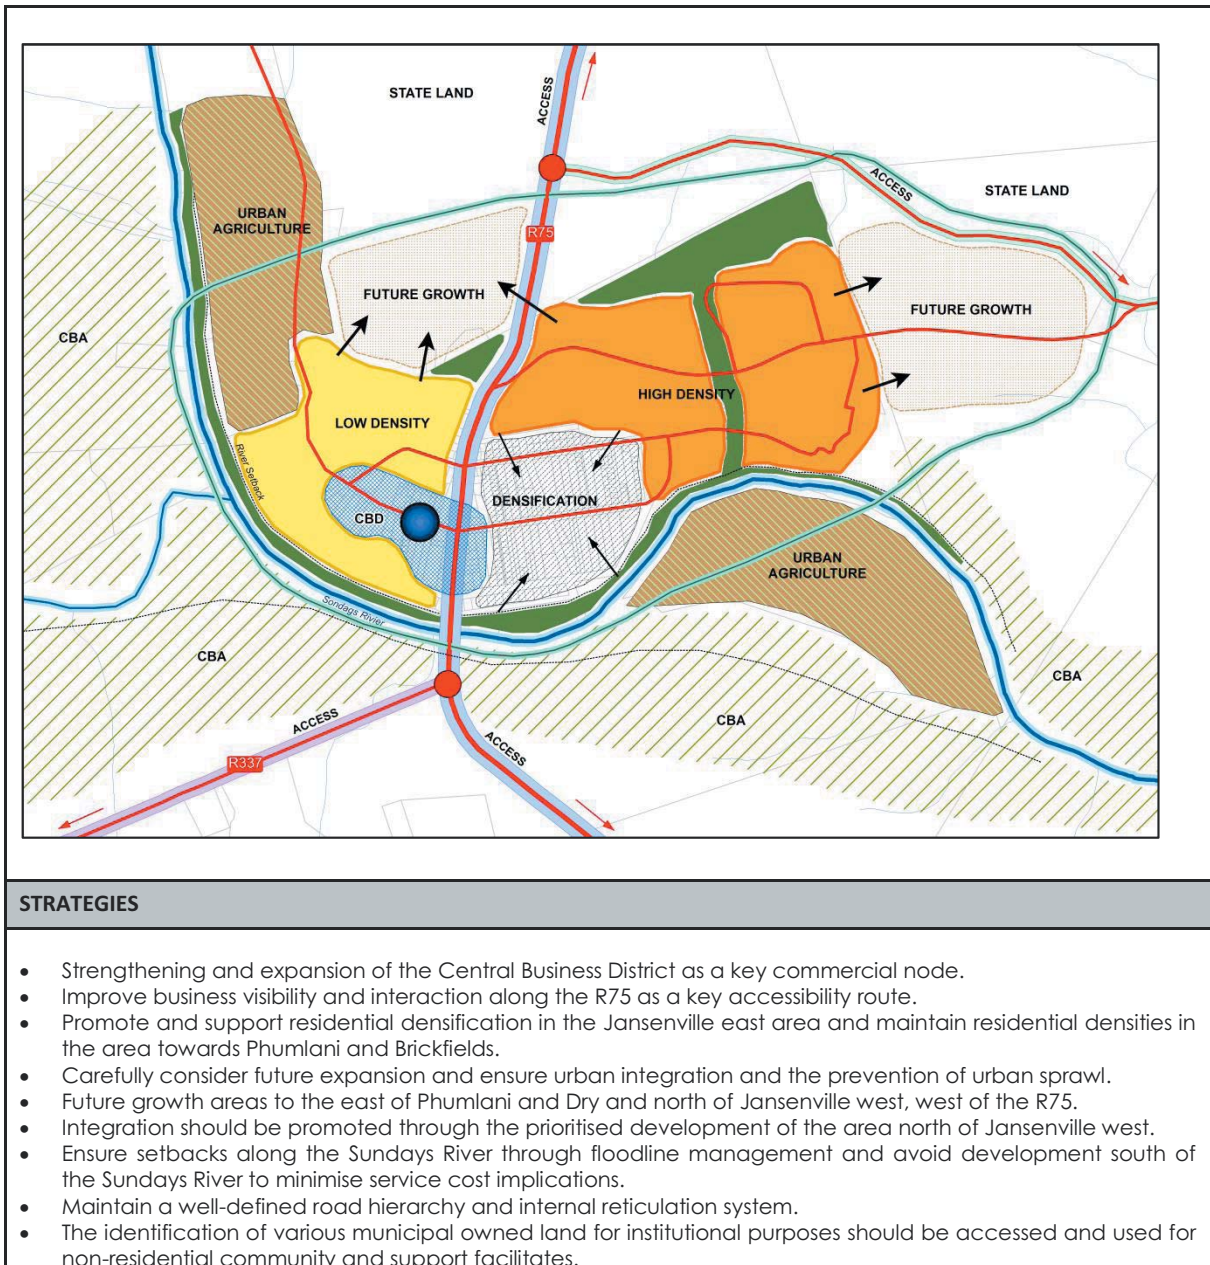 STATE LAND
ACCESS
ACCESS
STATE LAND
URBAN
AGRICULTURE
R75
FUTURE GROWTH
FUTURE GROWTH
CBA
HIGH DENSITY
LOW DENSITY
River Setback
DENSIFICATION
CBD
URBAN
AGRICULTURE
Sondags Rivier
CBA
CBA
CBA
ACCESS
ACCESS
R337
STRATEGIES
• Strengthening and expansion of the Central Business District as a key commercial node.
• Improve business visibility and interaction along the R75 as a key accessibility route.
• Promote and support residential densification in the Jansenville east area and maintain residential densities in
the area towards Phumlani and Brickfields.
• Carefully consider future expansion and ensure urban integration and the prevention of urban sprawl.
• Future growth areas to the east of Phumlani and Dry and north of Jansenville west, west of the R75.
• Integration should be promoted through the prioritised development of the area north of Jansenville west.
• Ensure setbacks along the Sundays River through floodline management and avoid development south of
the Sundays River to minimise service cost implications.
• Maintain a well-defined road hierarchy and internal reticulation system.
• The identification of various municipal owned land for institutional purposes should be accessed and used for
non-residential community and support facilitates.